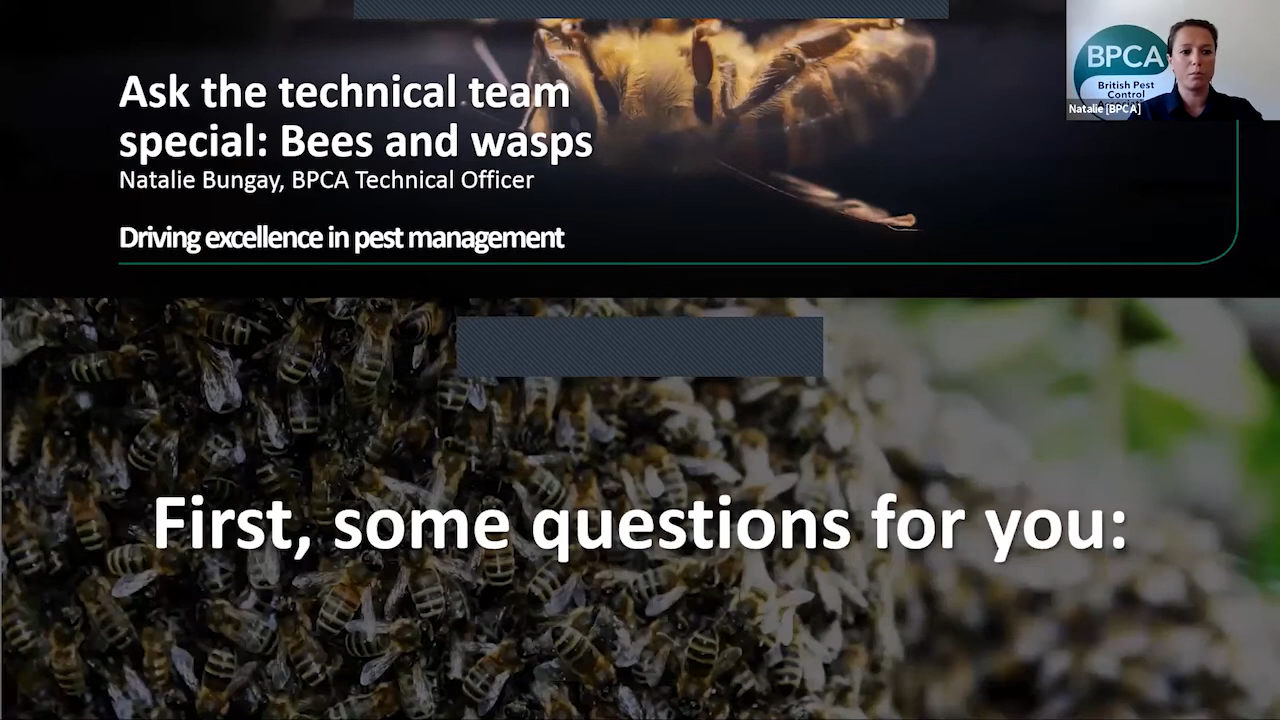 Ask the technical team
special: Bees and wasps
Natalie Bungay, BPCA Technical Officer
Driving excellence in pest management
BPCA
British Pest
Control
Natalie [BPCA]
First, some questions for you: